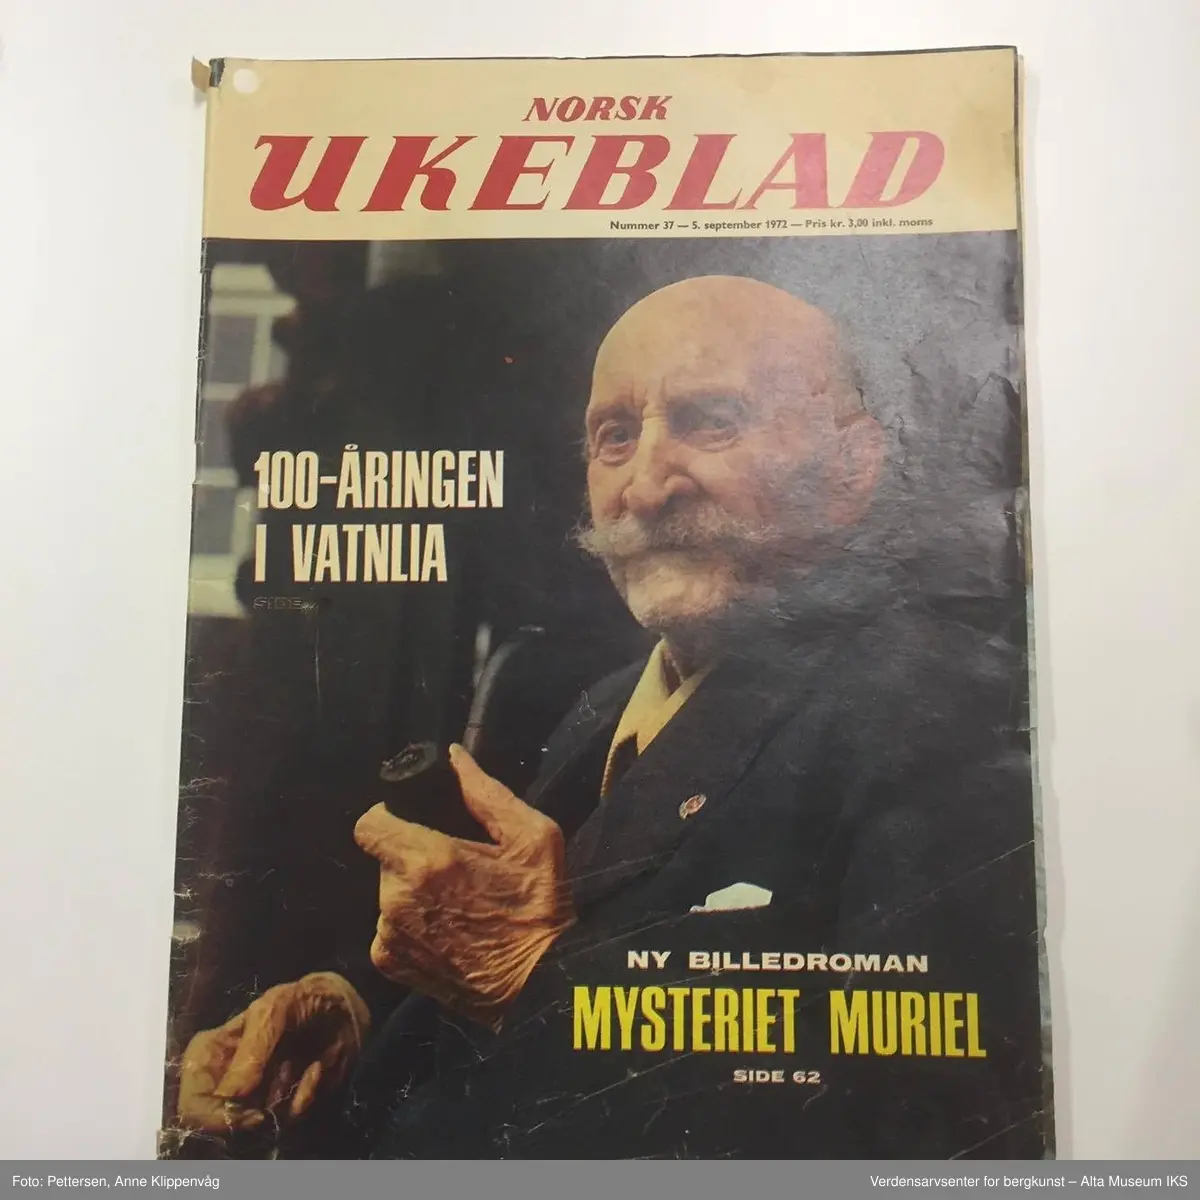 NORSK
UKEBLAD
Nummer 37 — 5. september 1972 — Pris kr. 3,00 inkl. moms
100-ÅRINGEN
I VATNLIA
SIDE
NY BILLEDROMAN
MYSTERIET MURIEL
SIDE 62
Foto: Pettersen, Anne Klippenvåg
Verdensarvsenter for bergkunst – Alta Museum IKS